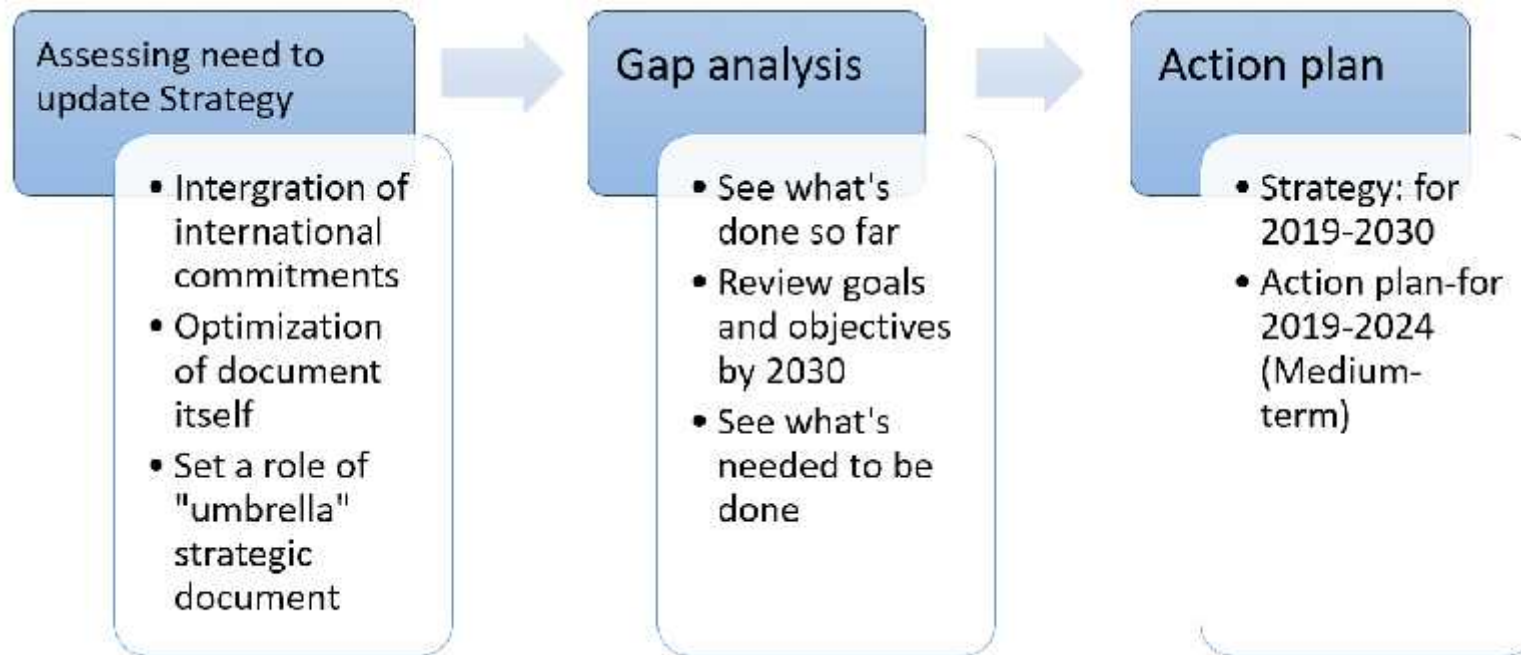 Assessing need to
update Strategy
• Intergration of
international
commitments
• Optimization
of document
itself
• Set a role of
"umbrella"
strategic
document
Gap analysis
• See what's
done so far
• Review goals
and objectives
by 2030
• See what's
needed to be
done
Action plan
• Strategy: for
2019-2030
• Action plan-for
2019-2024
(Medium-
term)